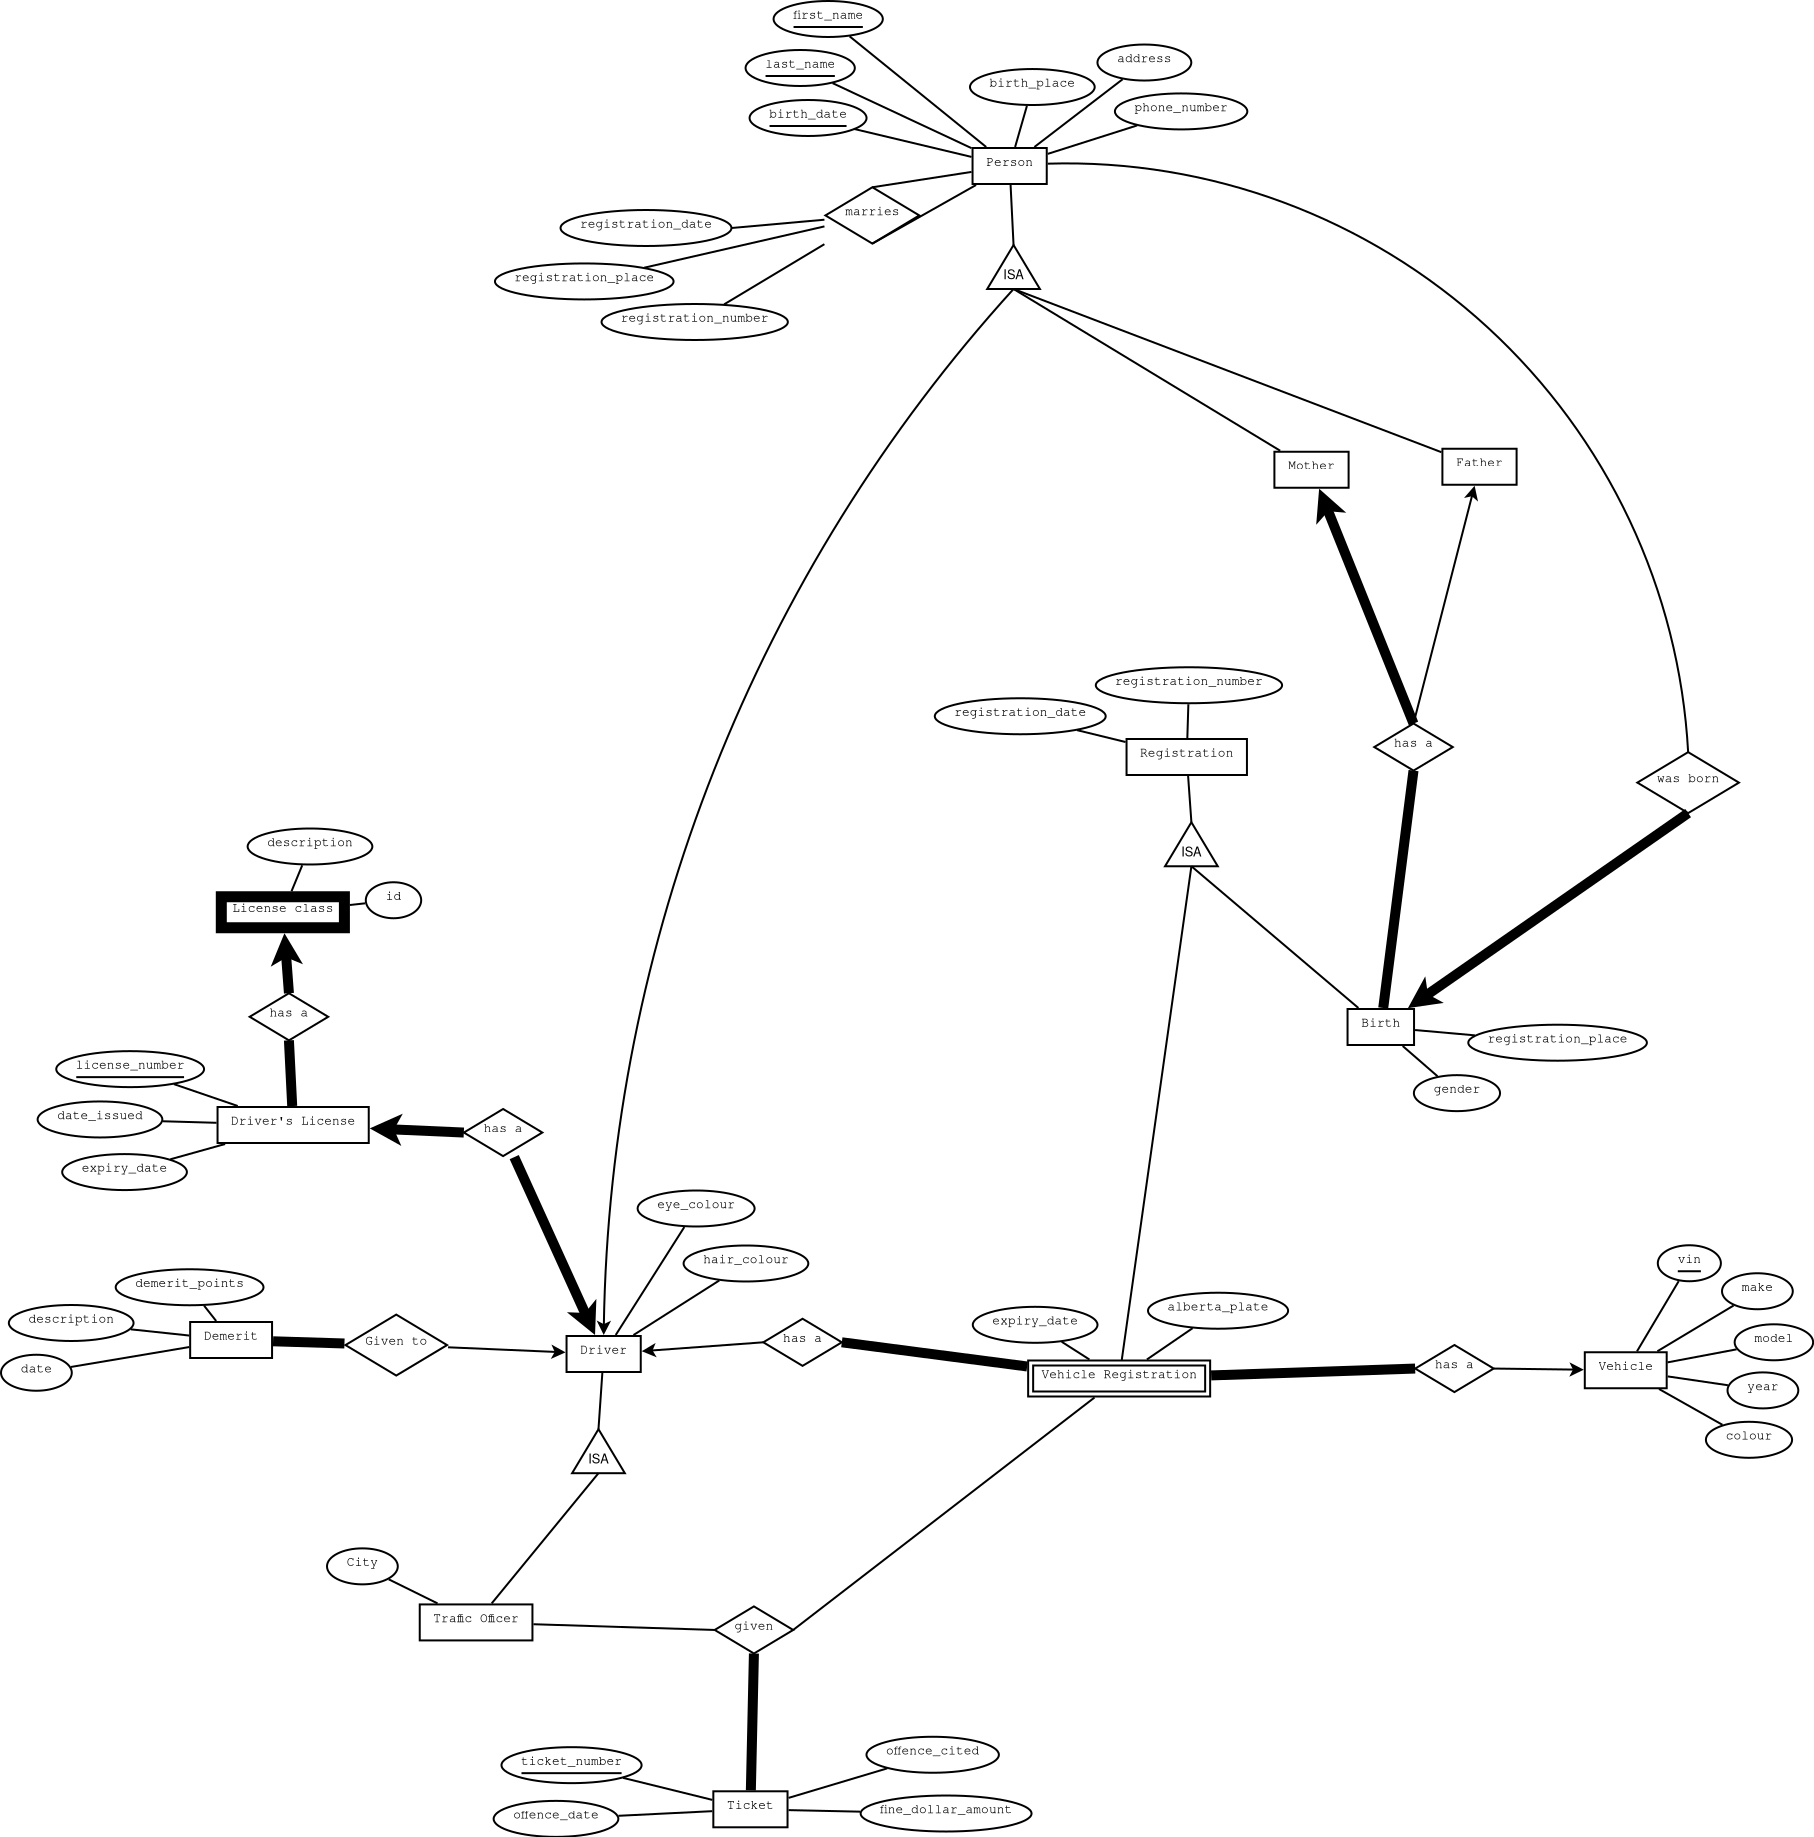 first_name
last_name
address
birth_place
phone_number
birth_date
Person
marries
registration_date
registration_place
ISA
registration_number
Mother
Father
registration_number
registration_date
Registration
has a
was born
description
ISA
License class
id
has a
Birth
registration_place
license_number
gender
date_issued
Driver's License
has a
expiry_date
eye_colour
hair_colour
vin
demerit_points
make
description
alberta_plate
expiry_date
Demerit
Given to
has a
model
date
Driver
Vehicle Registration
has a
Vehicle
year
colour
ISA
City
Traffic Officer
given
offence_cited
ticket_number
Ticket
offence_date
fine_dollar_amount